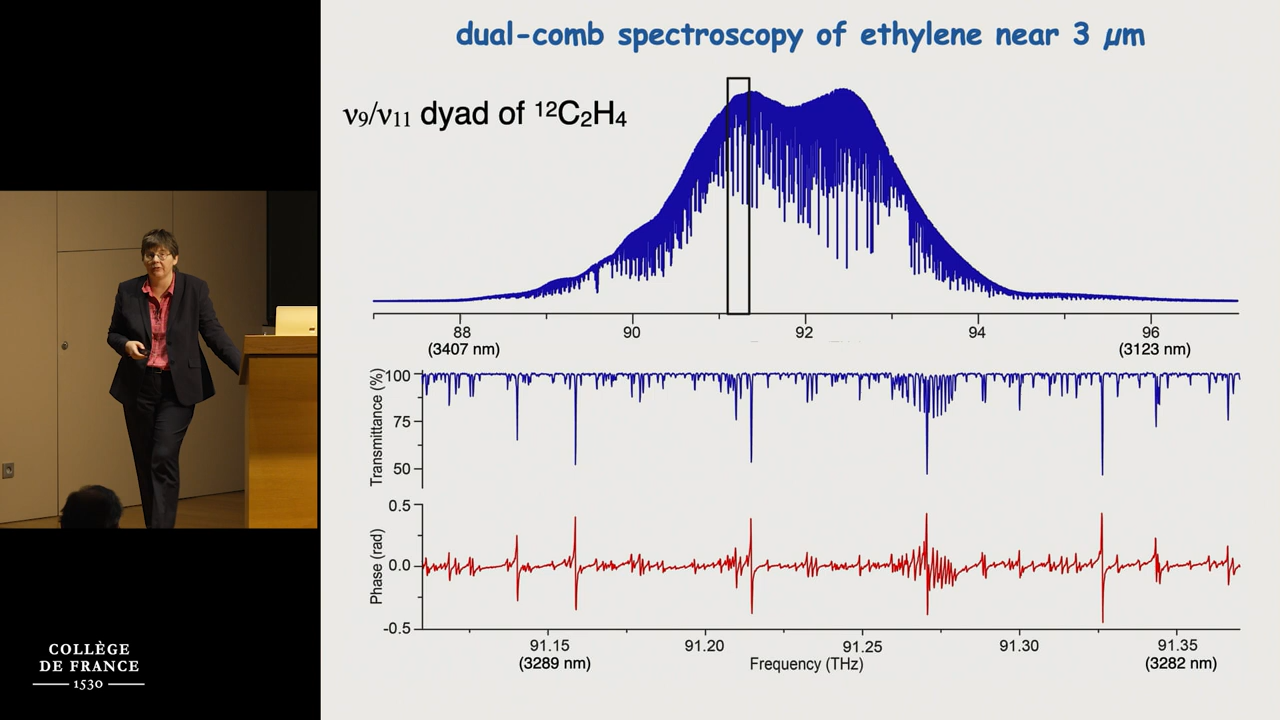 dual-comb spectroscopy of ethylene near 3 µm
ν₉/ν₁₁ dyad of ¹²C₂H₄
88 90 92 94 96
(3407 nm) (3123 nm)
Transmittance (%)
100
75
50
Phase (rad)
0.5
0.0
-0.5
91.15 91.20 91.25 91.30 91.35
(3289 nm) Frequency (THz) (3282 nm)
COLLÈGE
DE FRANCE
1530